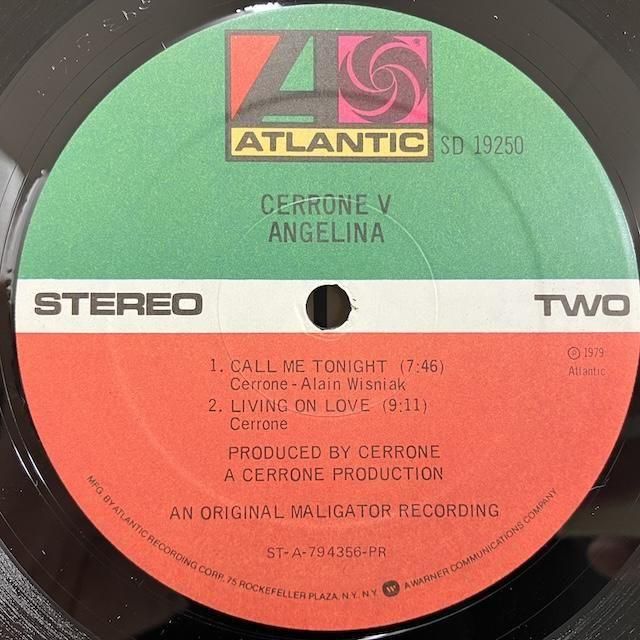 ATLANTIC
SD 19250
CERRONE V
ANGELINA
STEREO
TWO
1. CALL ME TONIGHT (7:46)
Cerrone - Alain Wisniak
2. LIVING ON LOVE (9:11)
Cerrone
℗ 1979
Atlantic
PRODUCED BY CERRONE
A CERRONE PRODUCTION
AN ORIGINAL MALIGATOR RECORDING
ST-A-794356-PR
MFG. BY ATLANTIC RECORDING CORP. 75 ROCKEFELLER PLAZA, N.Y. N.Y. A WARNER COMMUNICATIONS COMPANY